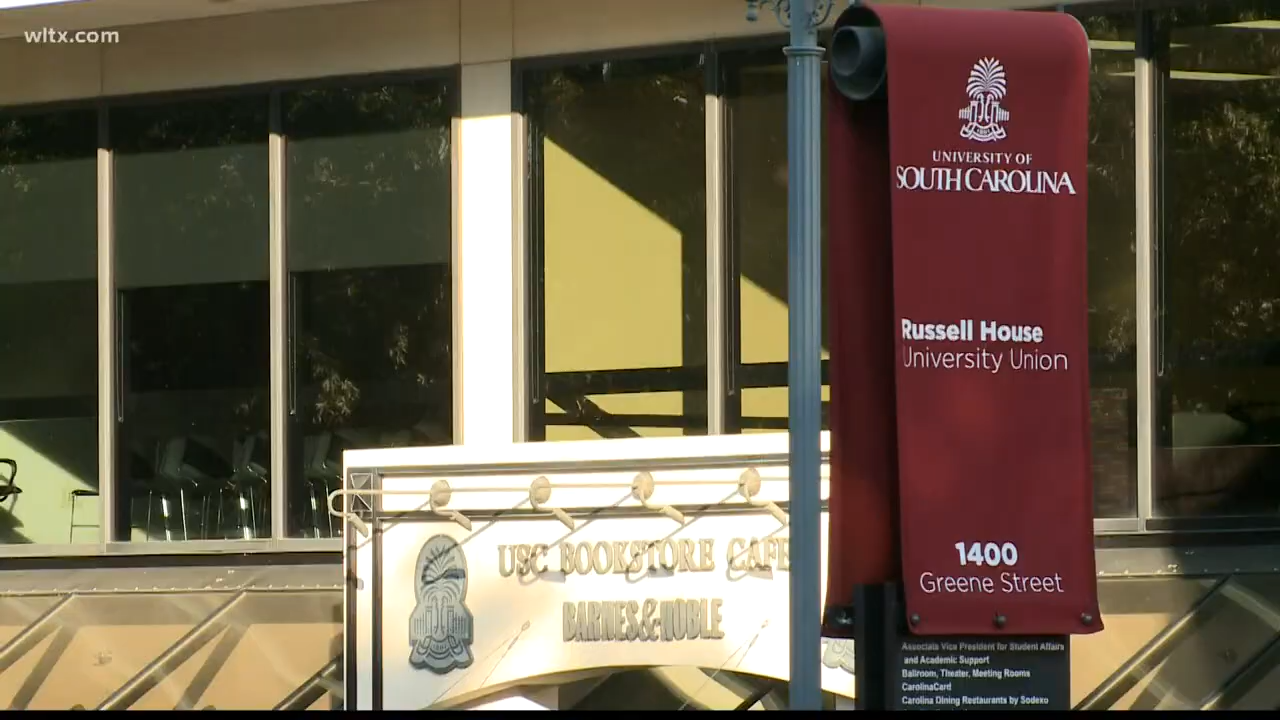 wltx.com
UNIVERSITY OF
SOUTH CAROLINA
Russell House
University Union
1400
Greene Street
USC BOOKSTORE CAFE
BARNES & NOBLE
Associate Vice President for Student Affairs
and Academic Support
Ballroom, Theater, Meeting Rooms
CarolinaCard
Carolina Dining Restaurants by Sodexo